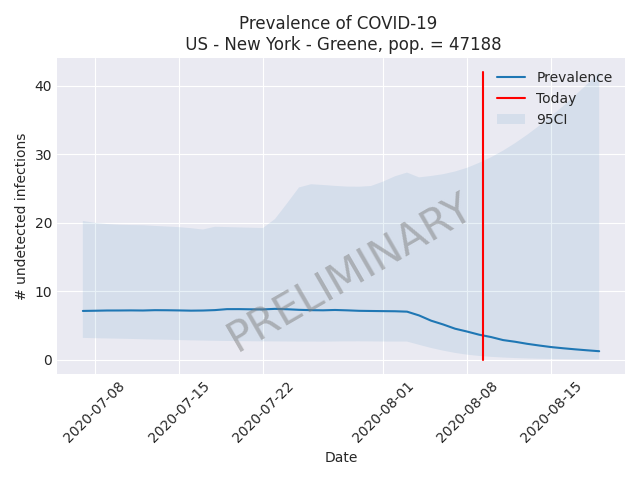 Prevalence of COVID-19
US - New York - Greene, pop. = 47188
Prevalence
Today
95CI
# undetected infections
40
30
20
10
0
PRELIMINARY
2020-07-08
2020-07-15
2020-07-22
2020-08-01
2020-08-08
2020-08-15
Date